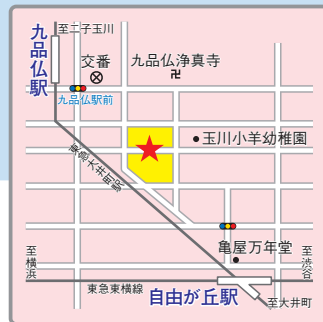 九品仏駅
至二子玉川
交番
九品仏浄真寺
九品仏駅前
玉川小羊幼稚園
東急大井町線
亀屋万年堂
至横浜
至渋谷
東急東横線
自由が丘駅
至大井町